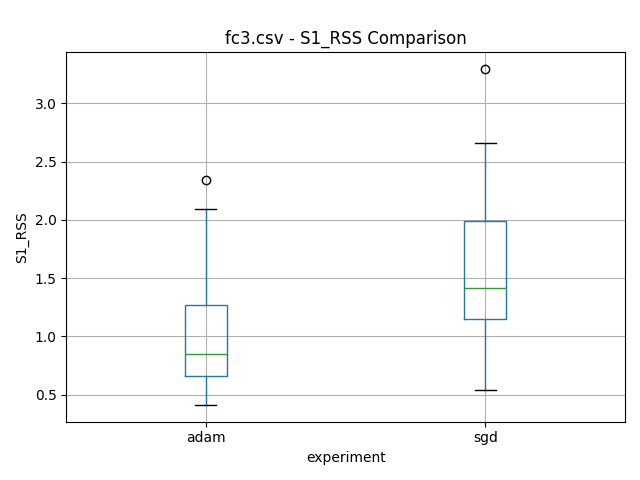 fc3.csv - S1_RSS Comparison
3.0
2.5
2.0
1.5
1.0
0.5
S1_RSS
adam
sgd
experiment